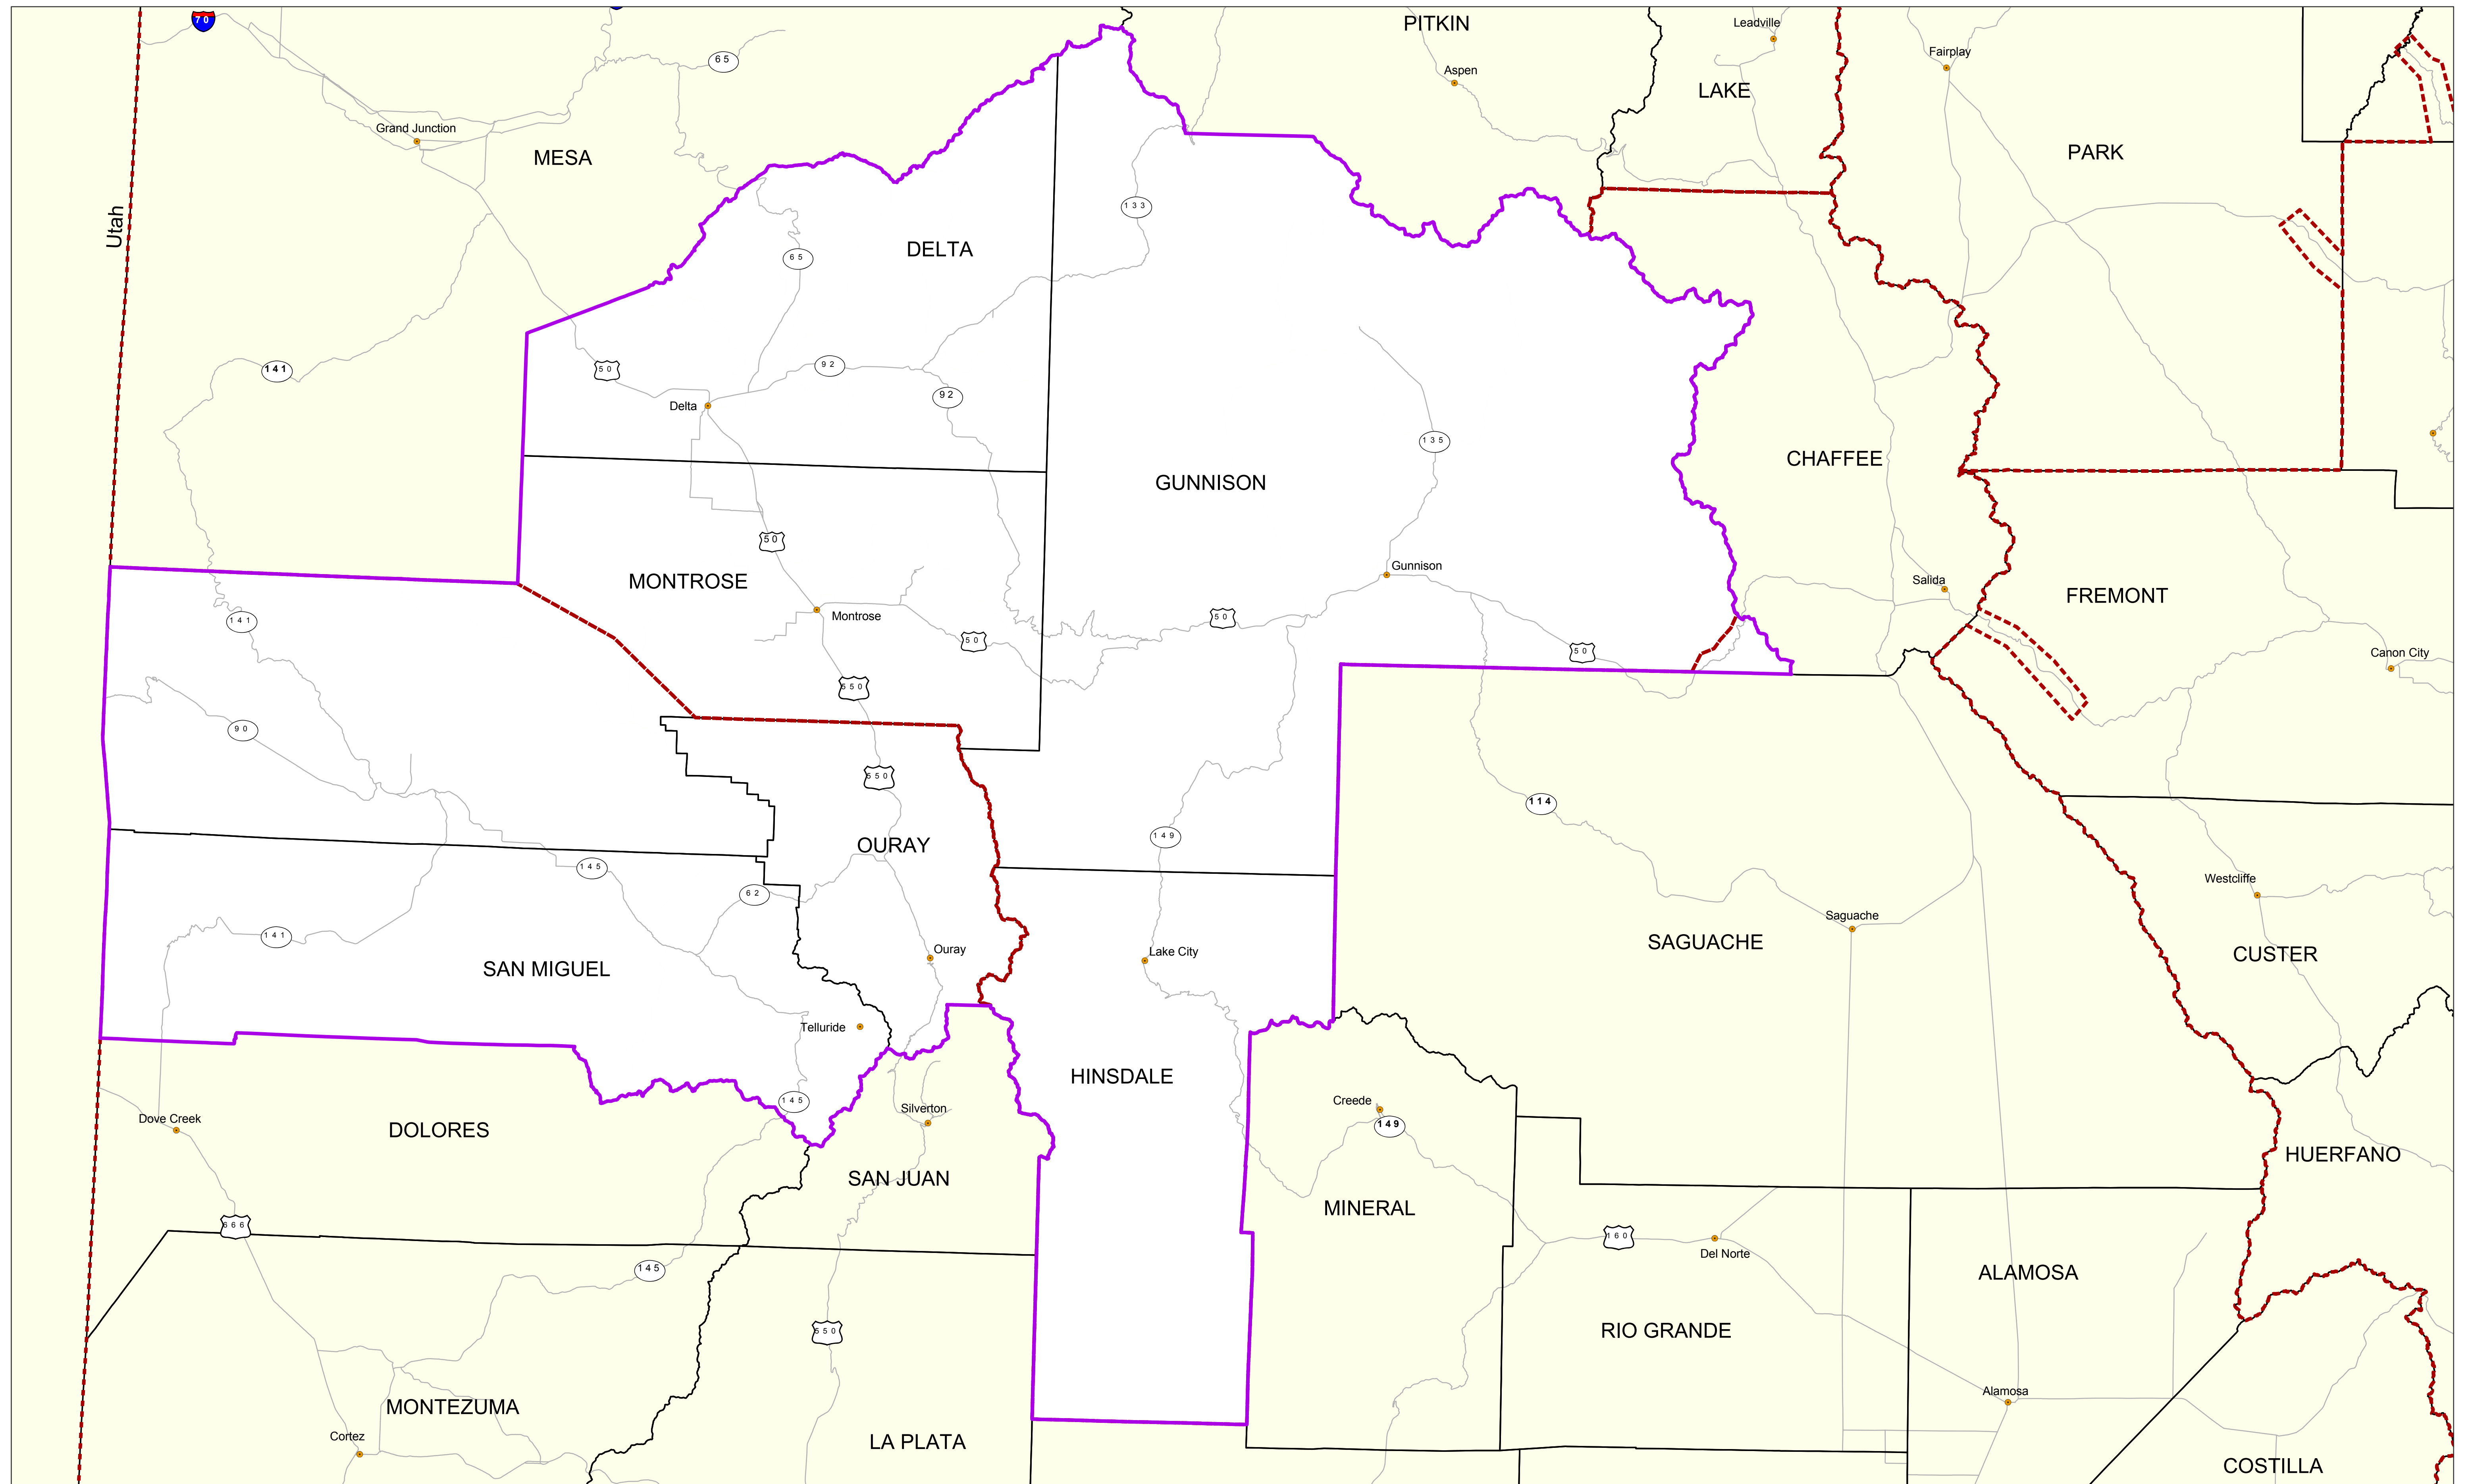 70
PITKIN
Leadville
65
Fairplay
Aspen
LAKE
Grand Junction
MESA
PARK
133
Utah
DELTA
65
141
50
92
92
Delta
135
CHAFFEE
GUNNISON
50
MONTROSE
Gunnison
Salida
FREMONT
141
Montrose
50
50
50
Canon City
550
90
550
114
149
OURAY
145
62
Westcliffe
Saguache
141
Ouray
Lake City
SAGUACHE
CUSTER
SAN MIGUEL
Telluride
HINSDALE
145
Creede
Silverton
Dove Creek
149
DOLORES
HUERFANO
SAN JUAN
MINERAL
666
160
Del Norte
145
ALAMOSA
550
RIO GRANDE
Alamosa
MONTEZUMA
Cortez
LA PLATA
COSTILLA